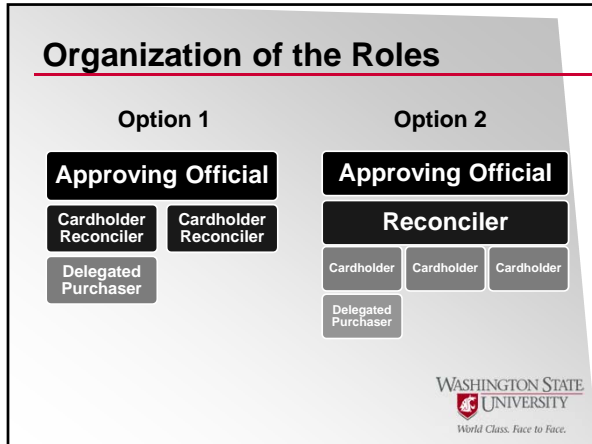 Organization of the Roles
Option 1
Approving Official
Cardholder
Reconciler
Cardholder
Reconciler
Delegated
Purchaser
Option 2
Approving Official
Reconciler
Cardholder
Cardholder
Cardholder
Delegated
Purchaser
WASHINGTON STATE
UNIVERSITY
World Class. Face to Face.